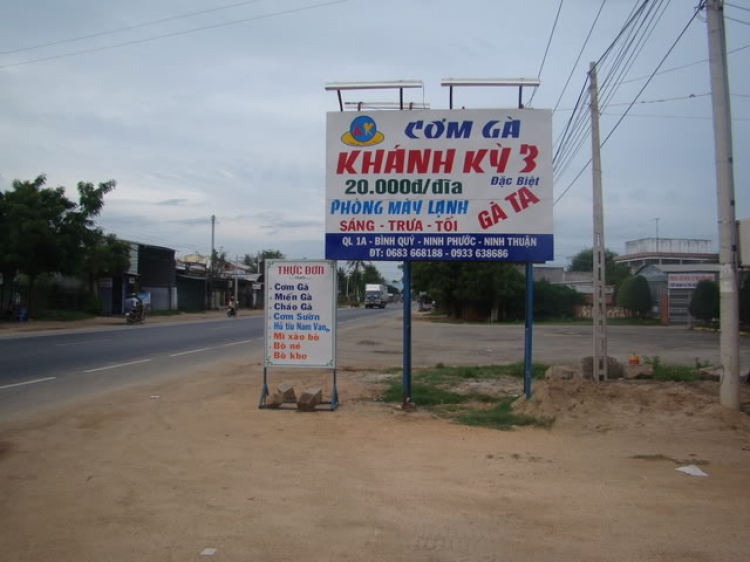 CƠM GÀ
KHÁNH KỲ 3
20.000đ/dĩa
Đặc Biệt
GÀ TA
PHÒNG MÁY LẠNH
SÁNG - TRƯA - TỐI
QL 1A - BÌNH QUÝ - NINH PHƯỚC - NINH THUẬN
ĐT: 0683 668188 - 0933 638686
THỰC ĐƠN
- Cơm Gà
- Miến Gà
- Cháo Gà
- Cơm Sườn
- Hủ tíu Nam Vang
- Mì xào bò
- Bò né
- Bò kho